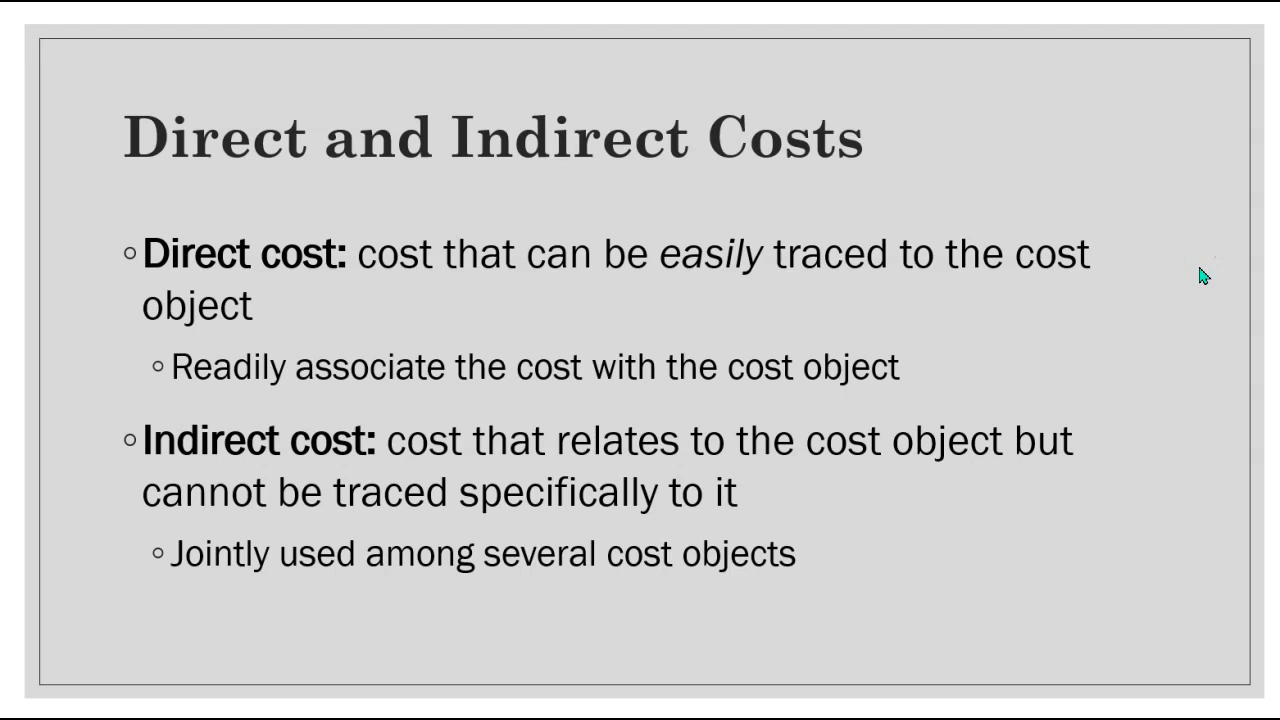 Direct and Indirect Costs
◦Direct cost: cost that can be easily traced to the cost
object
◦Readily associate the cost with the cost object
◦Indirect cost: cost that relates to the cost object but
cannot be traced specifically to it
◦Jointly used among several cost objects